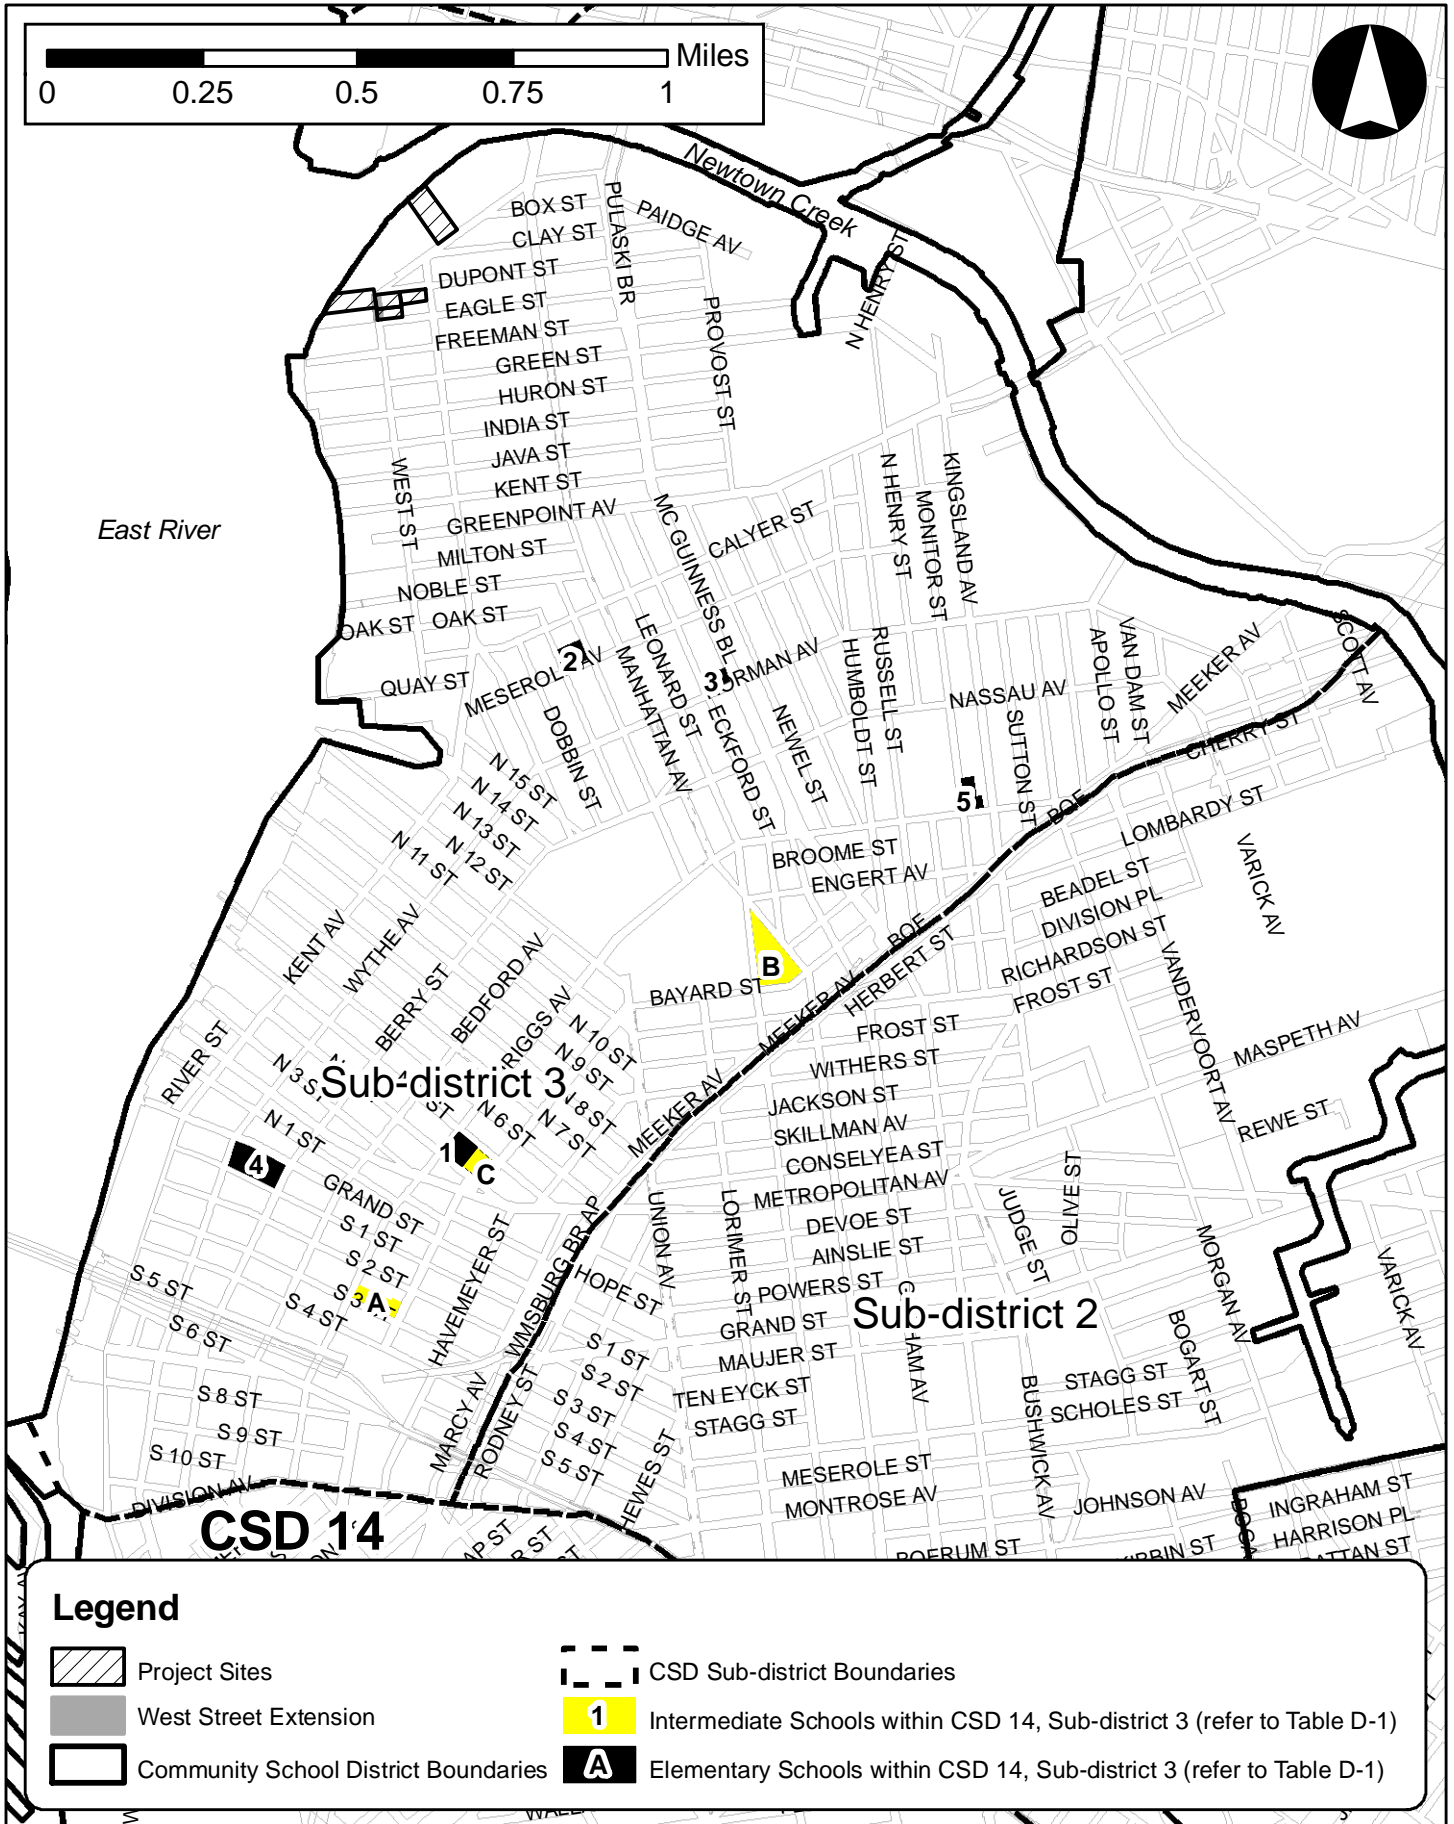 Miles
0 0.25 0.5 0.75 1
Newtown Creek
BOX ST
CLAY ST
PULASKI BR
PAIDGE AV
DUPONT ST
EAGLE ST
FREEMAN ST
GREEN ST
HURON ST
INDIA ST
JAVA ST
KENT ST
GREENPOINT AV
MILTON ST
NOBLE ST
OAK ST
OAK ST
QUAY ST
PROVOST ST
N HENRY ST
WEST ST
East River
MC GUINNESS BL
CALYER ST
N HENRY ST
MONITOR ST
KINGSLAND AV
LEONARD ST
MANHATTAN AV
2
3
RUSSELL ST
HUMBOLDT ST
NASSAU AV
APOLLO ST
VAN DAM ST
MEEKER AV
SCOTT AV
CHERRY ST
DOBBIN ST
ECKFORD ST
NEWEL ST
SUTTON ST
5
BQE
LOMBARDY ST
N 15 ST
N 14 ST
N 13 ST
N 12 ST
N 11 ST
BROOME ST
ENGERT AV
BEADEL ST
DIVISION PL
RICHARDSON ST
FROST ST
VARICK AV
KENT AV
WYTHE AV
BERRY ST
BEDFORD AV
BQE
HERBERT ST
B
BAYARD ST
MEEKER AV
VANDERVOORT AV
MASPETH AV
REWE ST
RIVER ST
N 10 ST
N 9 ST
N 8 ST
N 7 ST
N 6 ST
N 1 ST
Sub-district 3
FROST ST
WITHERS ST
JACKSON ST
SKILLMAN AV
CONSELYEA ST
METROPOLITAN AV
DEVOE ST
AINSLIE ST
POWERS ST
GRAND ST
MAUJER ST
TEN EYCK ST
STAGG ST
MEEKER AV
1
C
4
GRAND ST
S 1 ST
S 2 ST
A
S 4 ST
S 5 ST
S 6 ST
S 8 ST
S 9 ST
S 10 ST
DIVISION AV
HAVEMEYER ST
WMSBURG BR AP
UNION AV
LORIMER ST
HOPE ST
S 1 ST
S 2 ST
S 3 ST
S 4 ST
S 5 ST
MARCY AV
RODNEY ST
HEWES ST
Sub-district 2
JUDGE ST
OLIVE ST
MORGAN AV
BOGART ST
VARICK AV
STAGG ST
SCHOLES ST
BUSHWICK AV
MESEROLE ST
MONTROSE AV
JOHNSON AV
INGRAHAM ST
HARRISON PL
BOERUM ST
CSD 14
Legend
Project Sites
West Street Extension
Community School District Boundaries
CSD Sub-district Boundaries
1 Intermediate Schools within CSD 14, Sub-district 3 (refer to Table D-1)
A Elementary Schools within CSD 14, Sub-district 3 (refer to Table D-1)